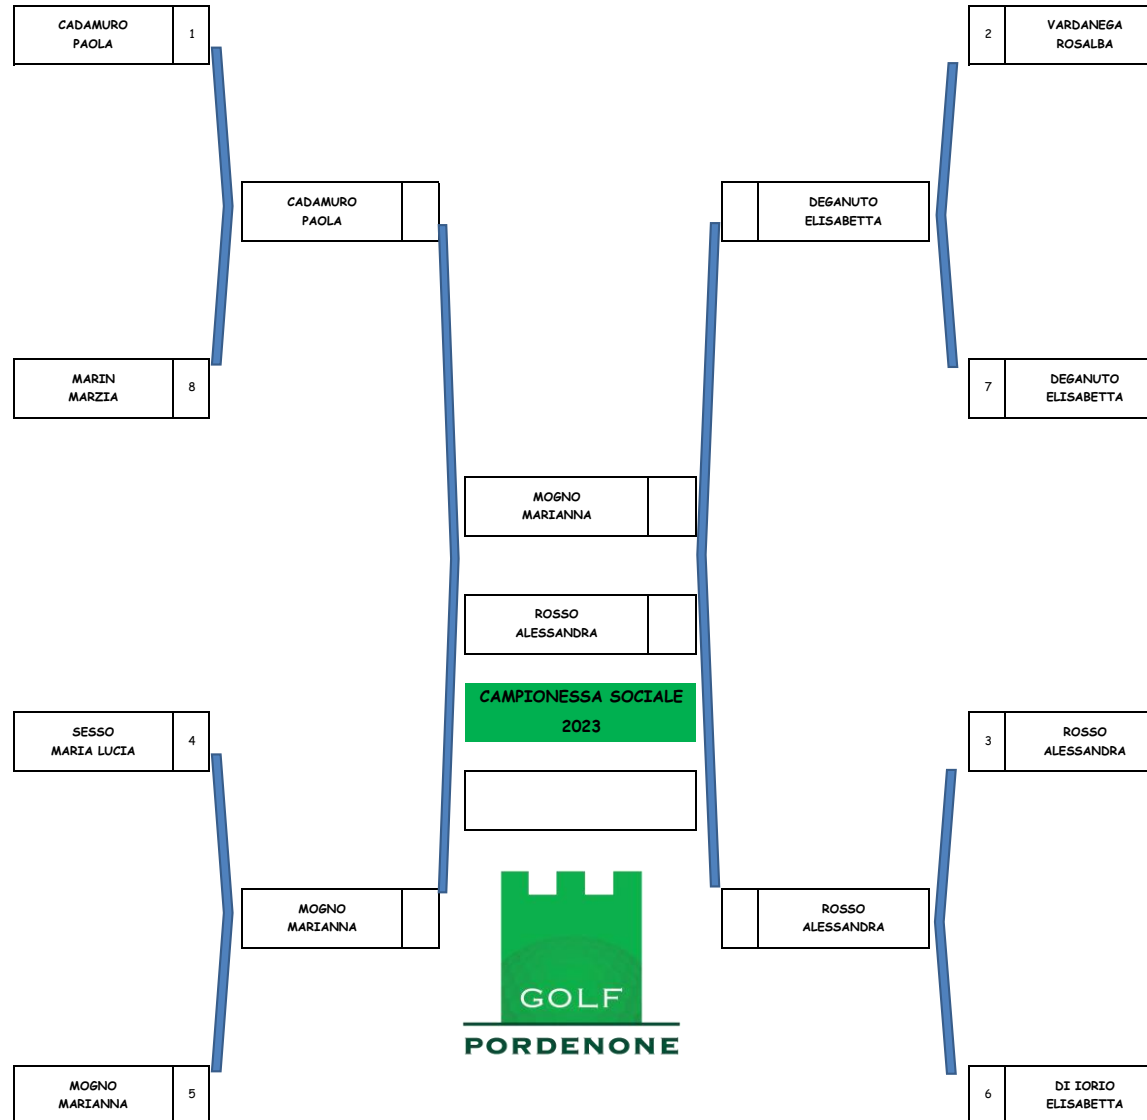 CADAMURO
PAOLA
1
2
VARDANEGA
ROSALBA
CADAMURO
PAOLA
DEGANUTO
ELISABETTA
MARIN
MARZIA
8
7
DEGANUTO
ELISABETTA
MOGNO
MARIANNA
ROSSO
ALESSANDRA
CAMPIONESSA SOCIALE
2023
SESSO
MARIA LUCIA
4
3
ROSSO
ALESSANDRA
MOGNO
MARIANNA
ROSSO
ALESSANDRA
GOLF
PORDENONE
MOGNO
MARIANNA
5
6
DI IORIO
ELISABETTA